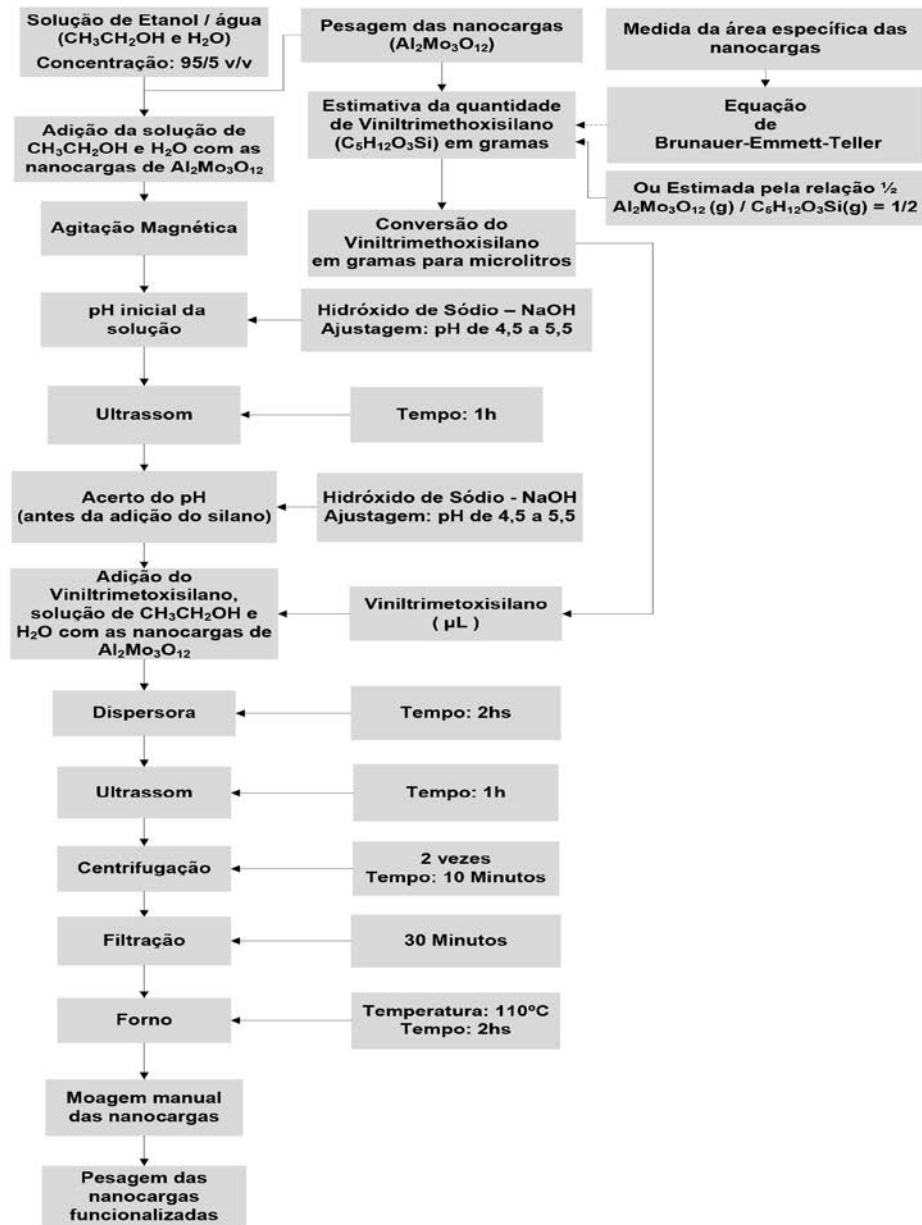 Solução de Etanol / água
(CH₃CH₂OH e H₂O)
Concentração: 95/5 v/v
Pesagem das nanocargas
(Al₂Mo₃O₁₂)
Medida da área específica das
nanocargas
Estimativa da quantidade
de Viniltrimethoxisilano
(C₅H₁₂O₃Si) em gramas
Equação
de
Brunauer-Emmett-Teller
Adição da solução de
CH₃CH₂OH e H₂O com as
nanocargas de Al₂Mo₃O₁₂
Ou Estimada pela relação ½
Al₂Mo₃O₁₂ (g) / C₅H₁₂O₃Si(g) = 1/2
Agitação Magnética
Conversão do
Viniltrimethoxisilano
em gramas para microlitros
pH inicial da
solução
Hidróxido de Sódio – NaOH
Ajustagem: pH de 4,5 a 5,5
Ultrassom
Tempo: 1h
Acerto do pH
(antes da adição do silano)
Hidróxido de Sódio - NaOH
Ajustagem: pH de 4,5 a 5,5
Adição do
Viniltrimetoxisilano,
solução de CH₃CH₂OH e
H₂O com as nanocargas de
Al₂Mo₃O₁₂
Viniltrimetoxisilano
( µL )
Dispersora
Tempo: 2hs
Ultrassom
Tempo: 1h
Centrifugação
2 vezes
Tempo: 10 Minutos
Filtração
30 Minutos
Forno
Temperatura: 110ºC
Tempo: 2hs
Moagem manual
das nanocargas
Pesagem das
nanocargas
funcionalizadas